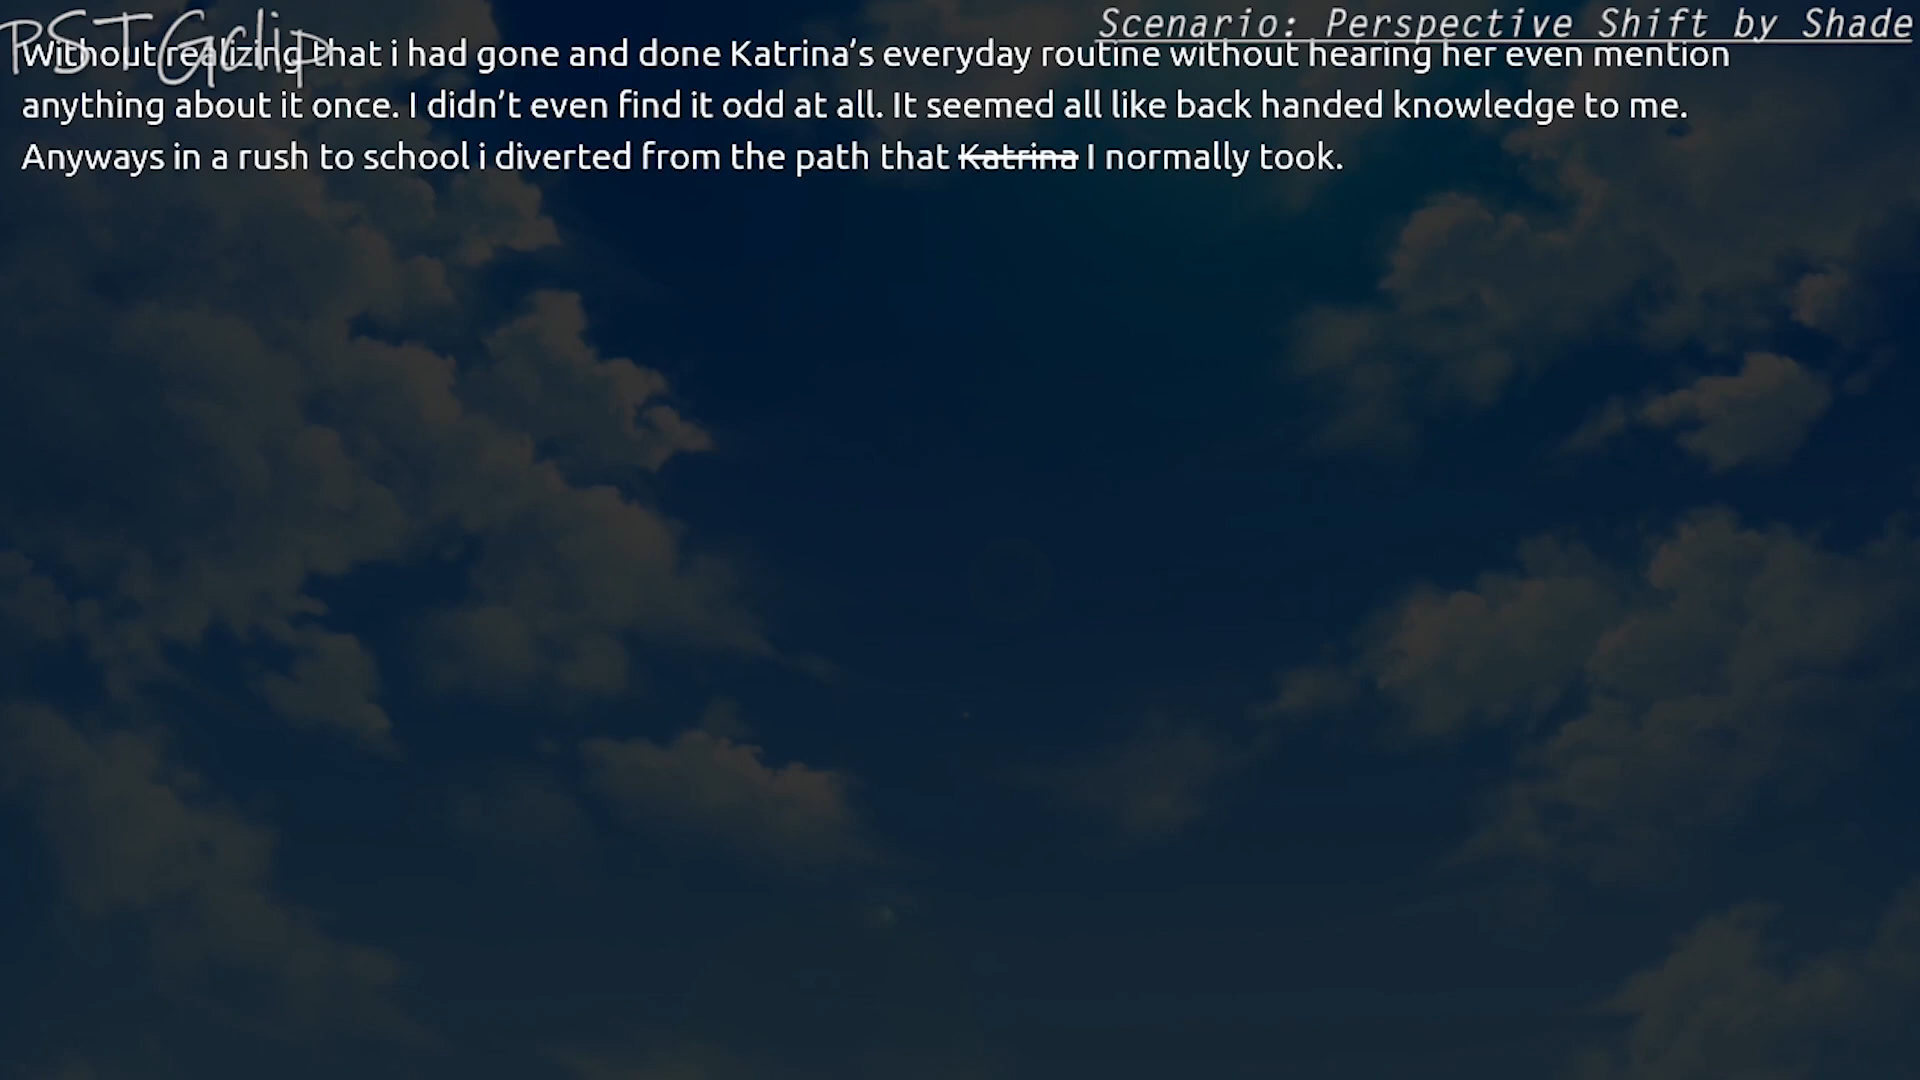 PST Gclip
Scenario: Perspective Shift by Shade
Without realizing that i had gone and done Katrina’s everyday routine without hearing her even mention
anything about it once. I didn’t even find it odd at all. It seemed all like back handed knowledge to me.
Anyways in a rush to school i diverted from the path that Katrina I normally took.